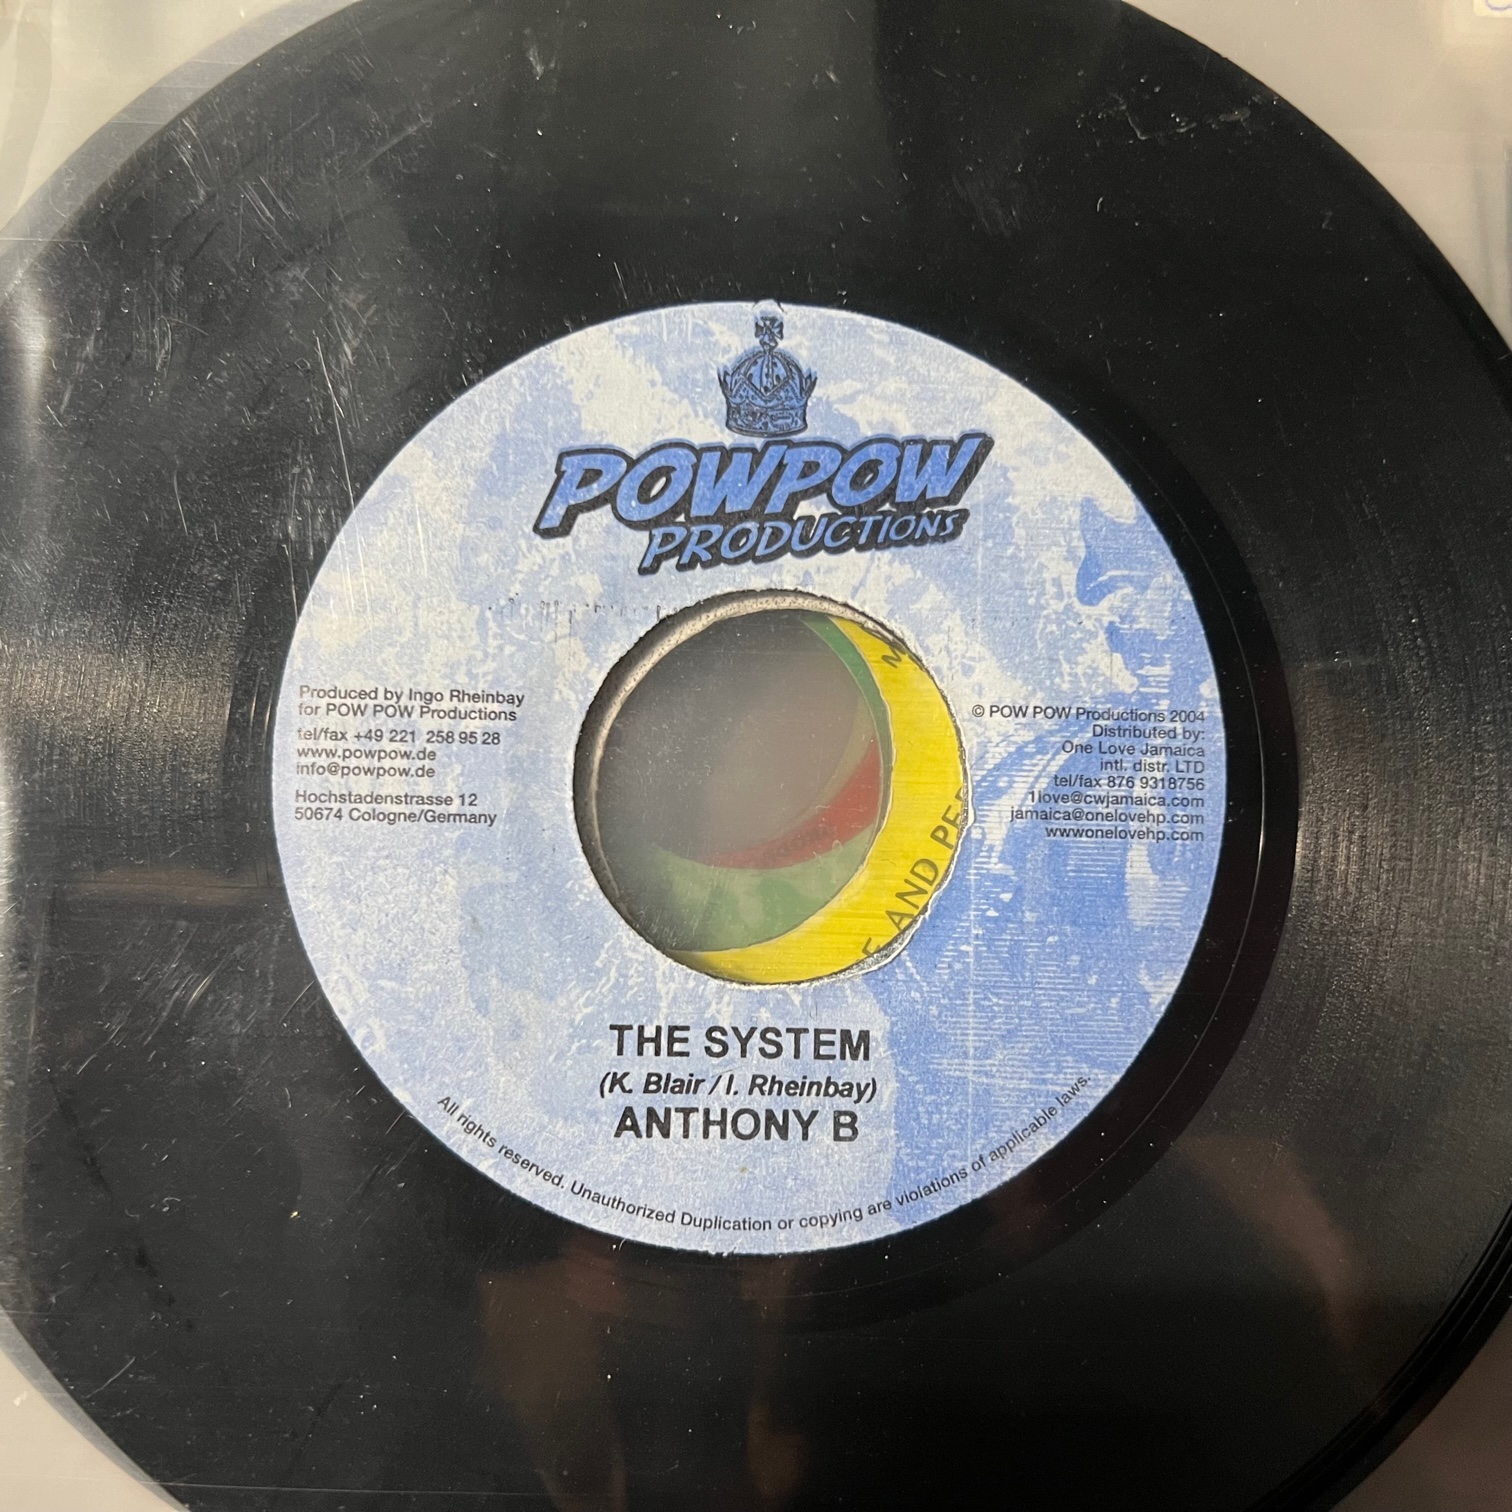 POWPOW
PRODUCTIONS
Produced by Ingo Rheinbay
for POW POW Productions
tel/fax +49 221 258 95 28
www.powpow.de
info@powpow.de
Hochstadenstrasse 12
50674 Cologne/Germany
© POW POW Productions 2004
Distributed by:
One Love Jamaica
intl. distr. LTD
tel/fax 876 9318756
1love@cwjamaica.com
jamaica@onelovehp.com
wwwonelovehp.com
AND
THE SYSTEM
(K. Blair / I. Rheinbay)
ANTHONY B
All rights reserved. Unauthorized Duplication or copying are violations of applicable laws.